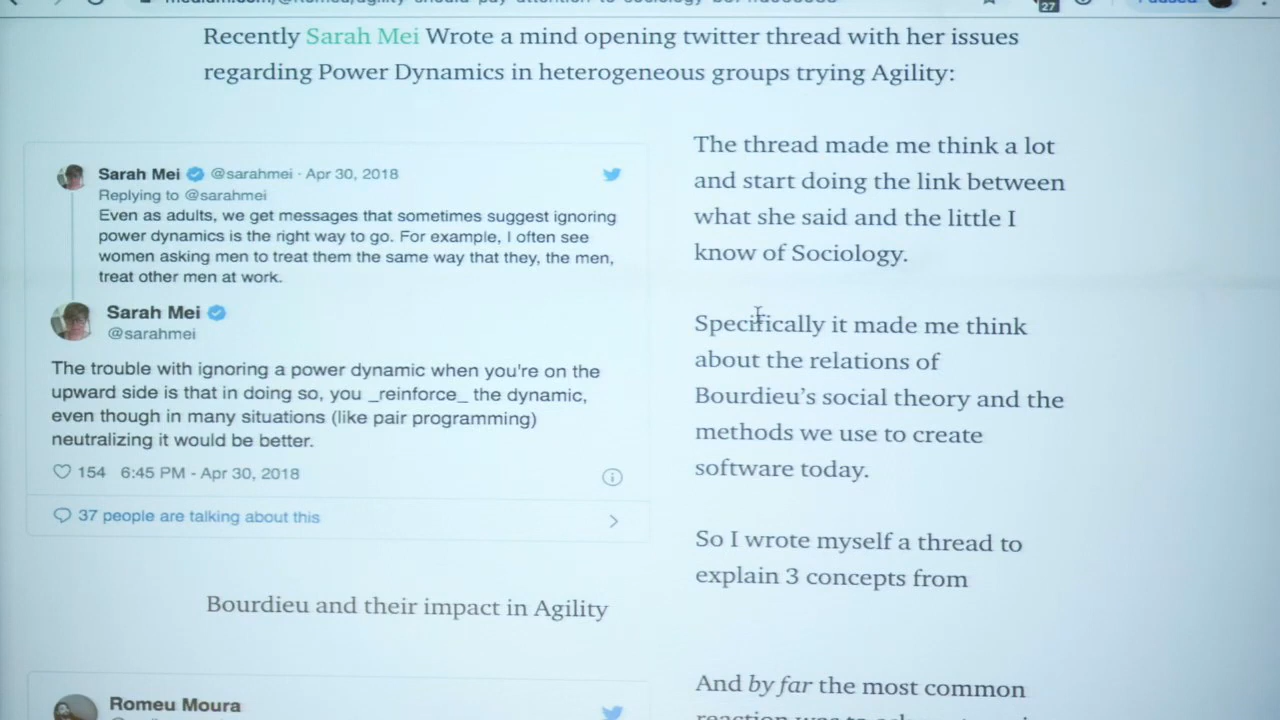 Recently Sarah Mei Wrote a mind opening twitter thread with her issues
regarding Power Dynamics in heterogeneous groups trying Agility:
Sarah Mei @sarahmei · Apr 30, 2018
Replying to @sarahmei
Even as adults, we get messages that sometimes suggest ignoring
power dynamics is the right way to go. For example, I often see
women asking men to treat them the same way that they, the men,
treat other men at work.
Sarah Mei
@sarahmei
The trouble with ignoring a power dynamic when you're on the
upward side is that in doing so, you _reinforce_ the dynamic,
even though in many situations (like pair programming)
neutralizing it would be better.
154 6:45 PM - Apr 30, 2018
37 people are talking about this
The thread made me think a lot
and start doing the link between
what she said and the little I
know of Sociology.
Specifically it made me think
about the relations of
Bourdieu's social theory and the
methods we use to create
software today.
So I wrote myself a thread to
explain 3 concepts from
Bourdieu and their impact in Agility
Romeu Moura
And by far the most common
27